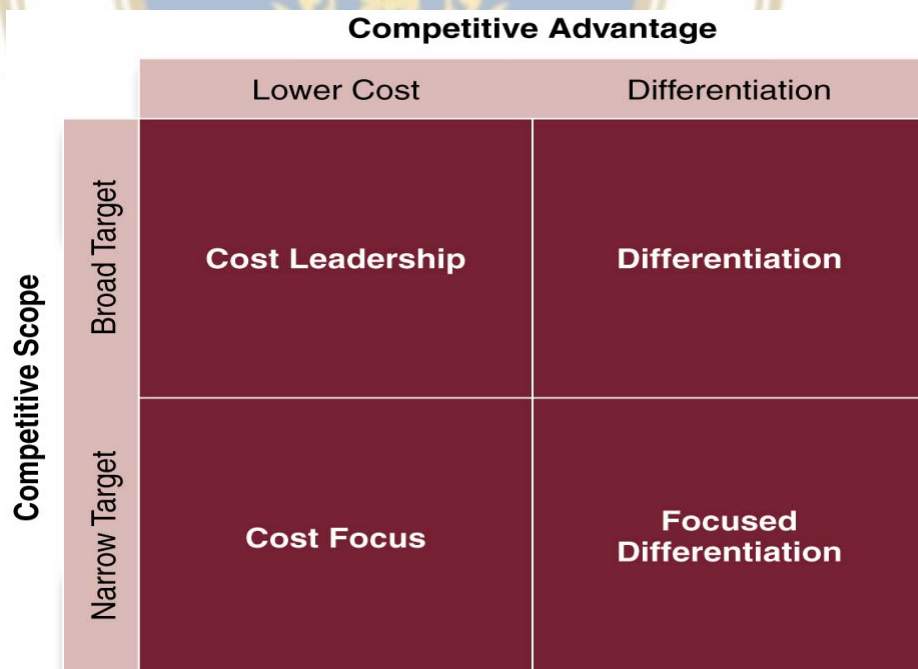 Competitive Advantage
Lower Cost
Differentiation
Competitive Scope
Broad Target
Cost Leadership
Differentiation
Narrow Target
Cost Focus
Focused
Differentiation